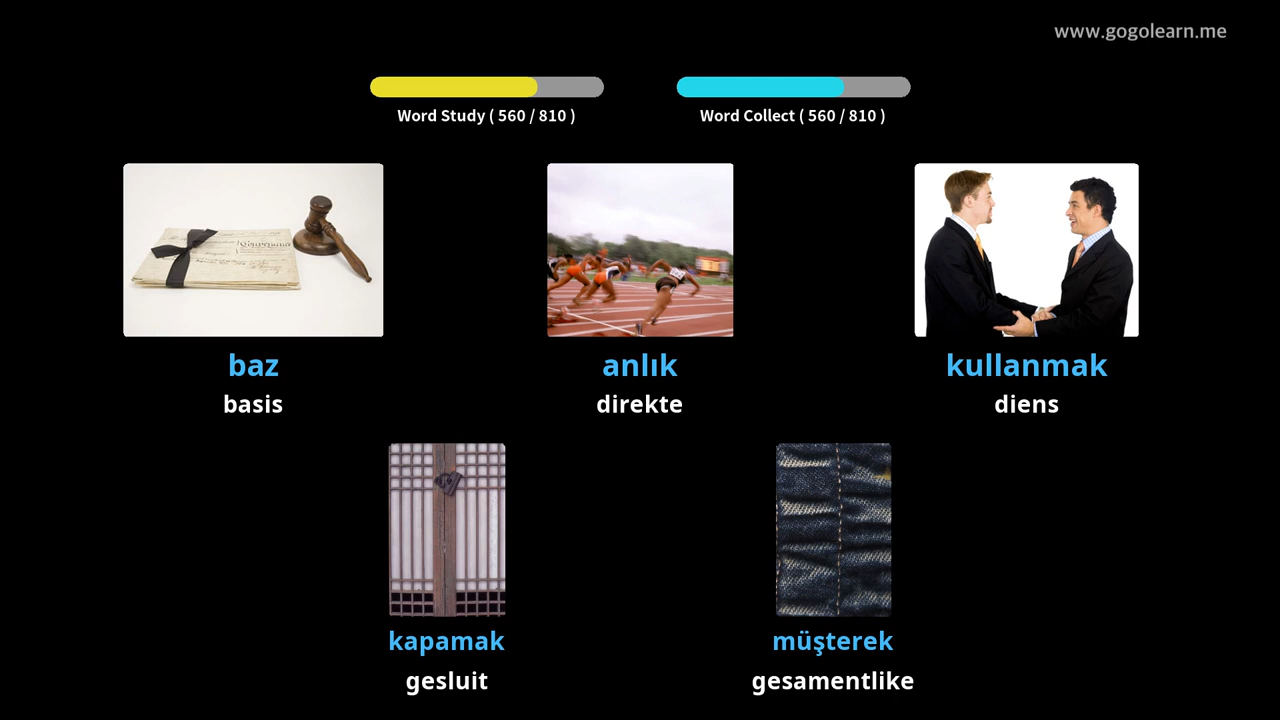 www.gogolearn.me
Word Study ( 560 / 810 )
Word Collect ( 560 / 810 )
baz
anlık
kullanmak
basis
direkte
diens
kapamak
müşterek
gesluit
gesamentlike